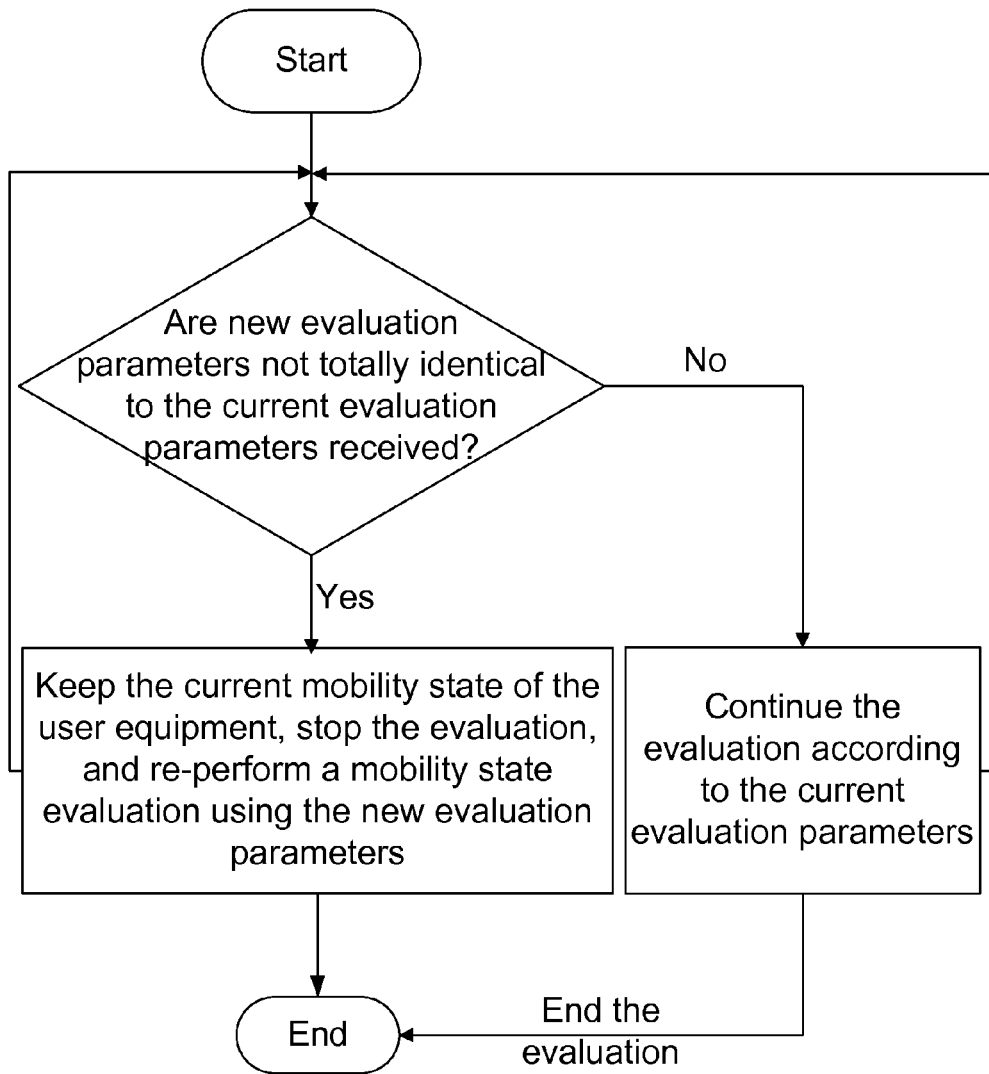 Start
Are new evaluation
parameters not totally identical
to the current evaluation
parameters received?
No
Yes
Keep the current mobility state of the
user equipment, stop the evaluation,
and re-perform a mobility state
evaluation using the new evaluation
parameters
Continue the
evaluation according
to the current
evaluation parameters
End
End the
evaluation